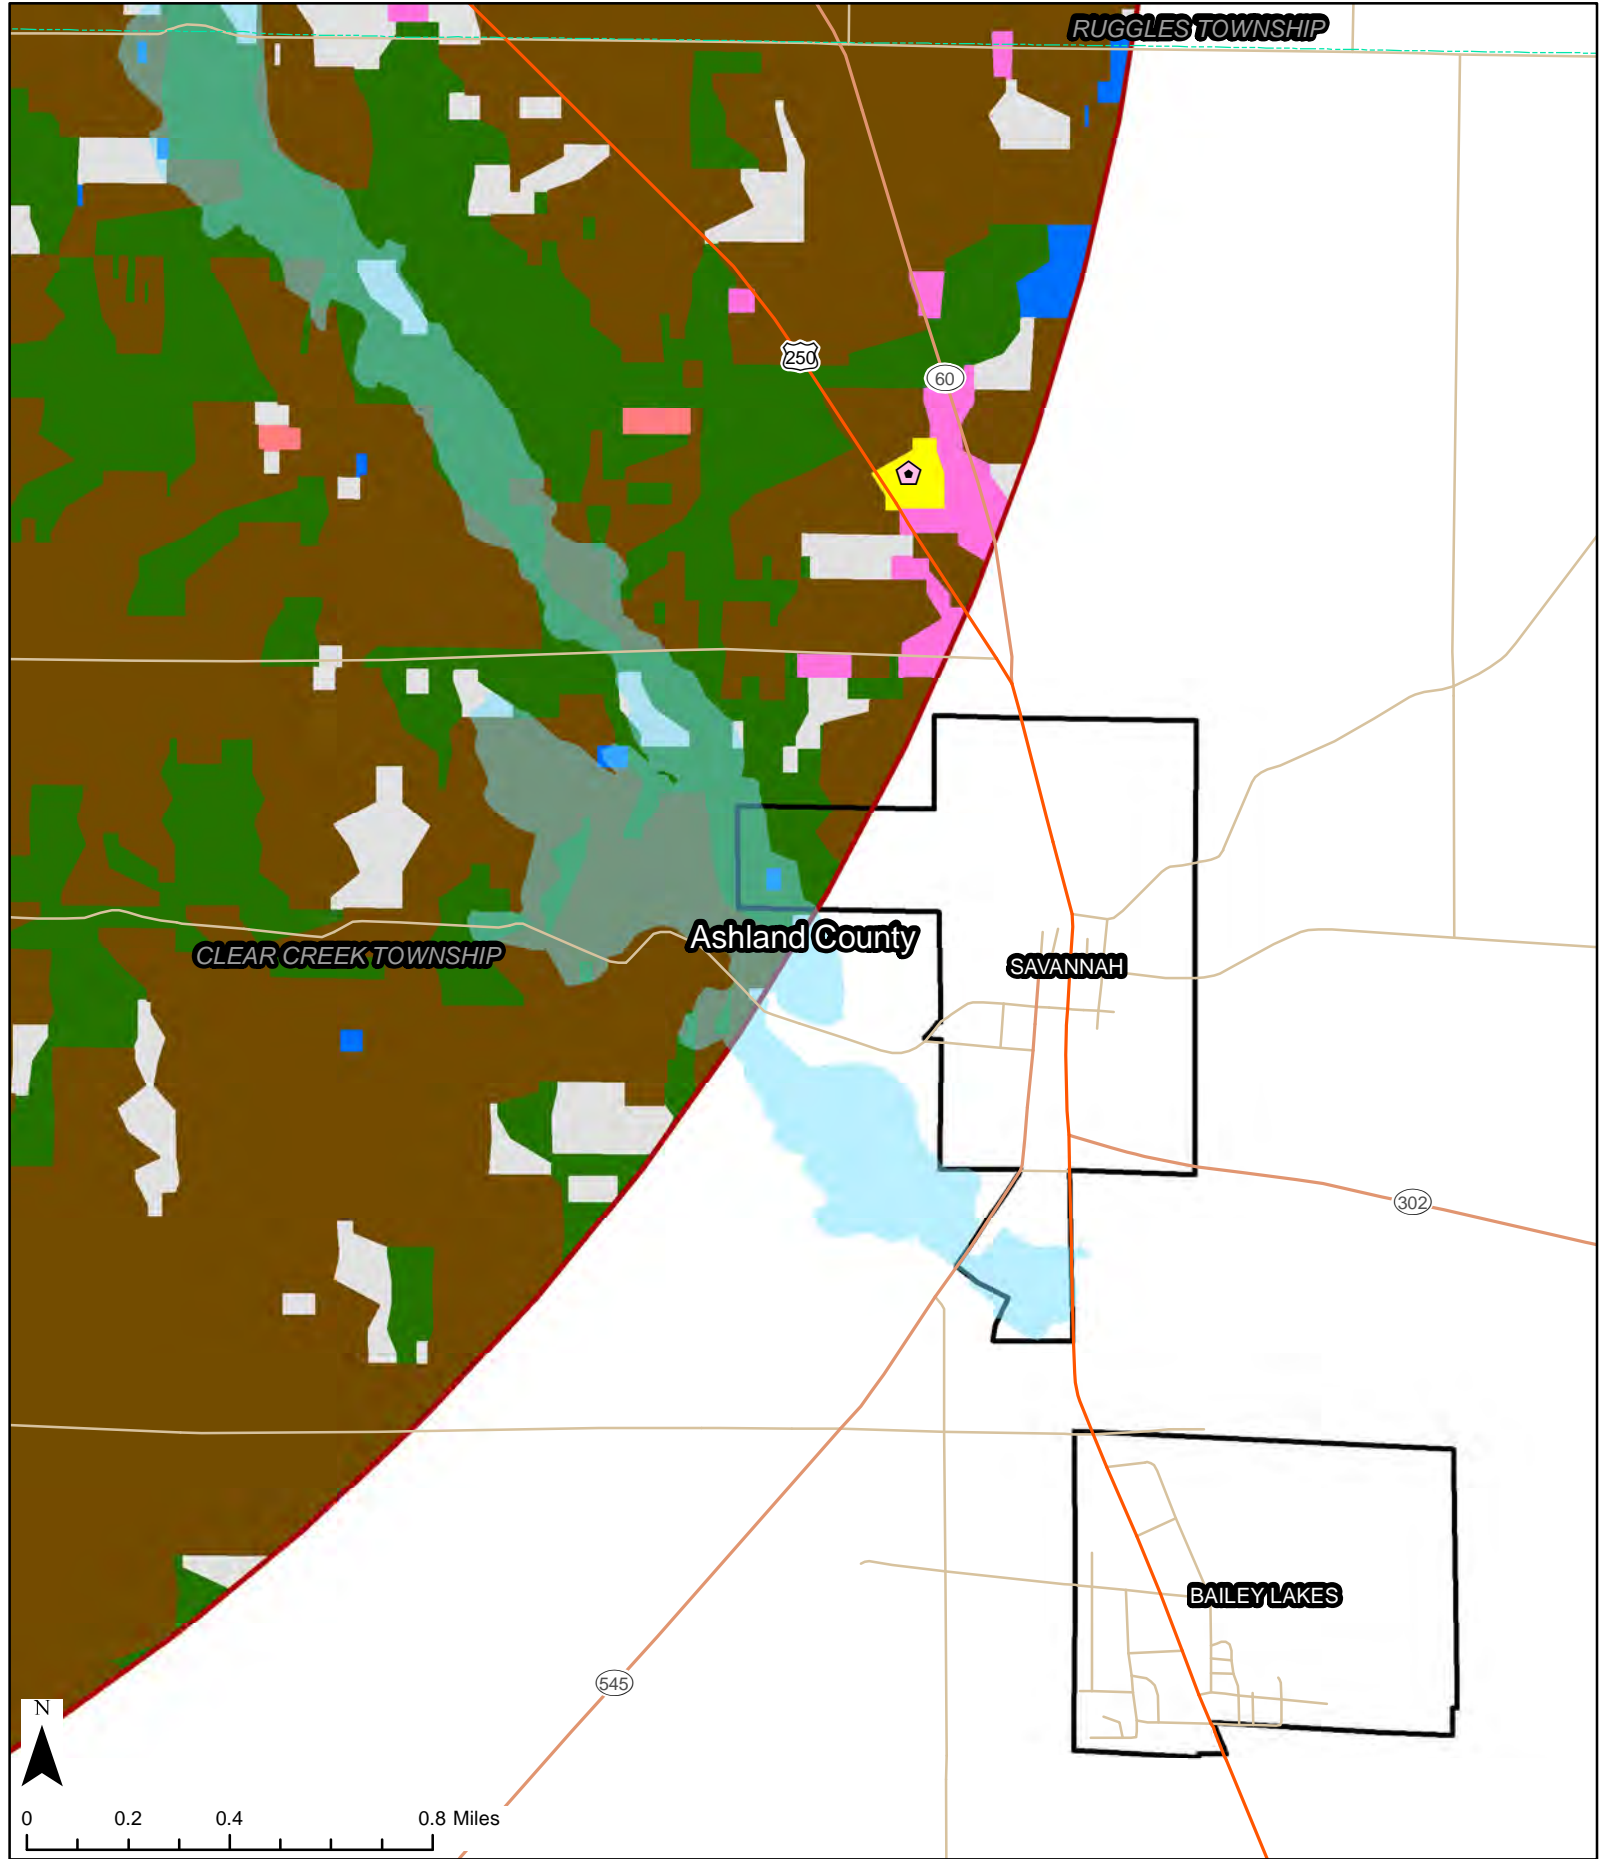 RUGGLES TOWNSHIP
250
60
Ashland County
CLEAR CREEK TOWNSHIP
SAVANNAH
302
BAILEY LAKES
545
N
0 0.2 0.4 0.8 Miles